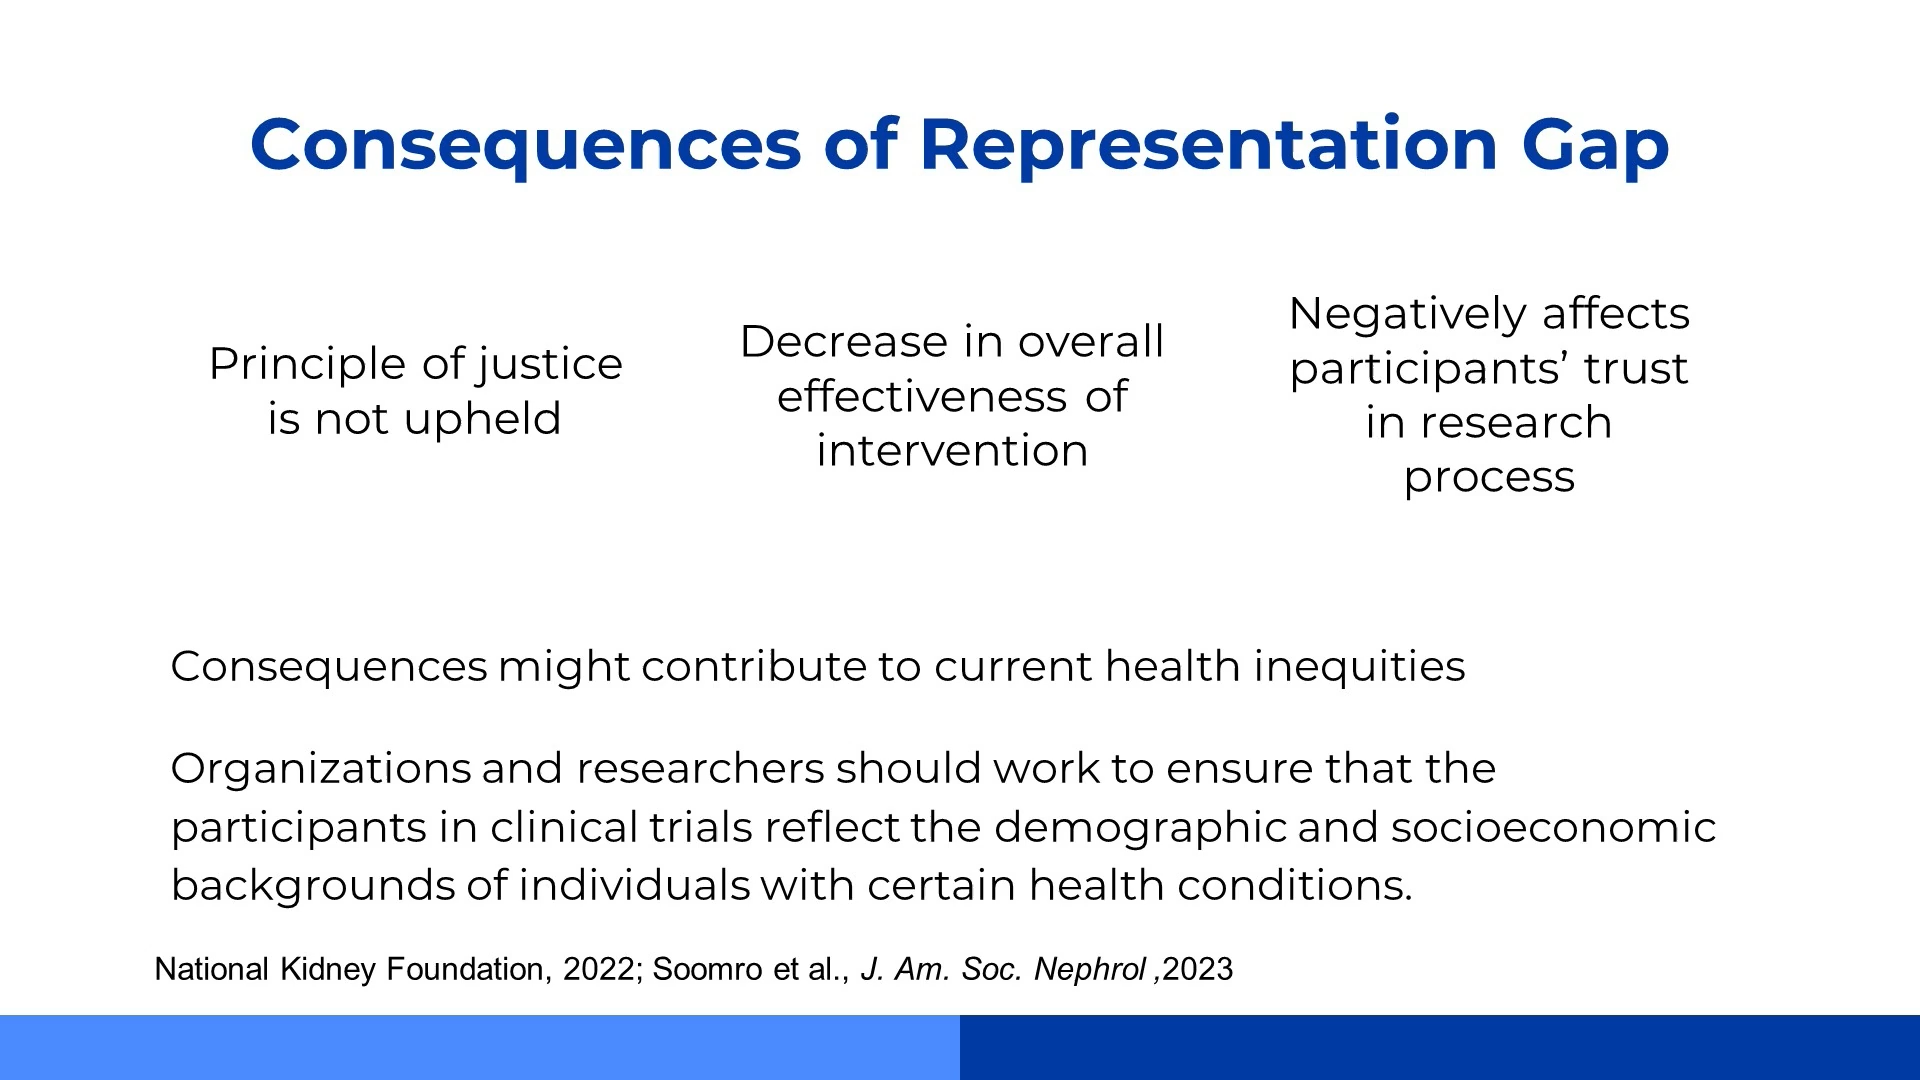 Consequences of Representation Gap
Principle of justice
is not upheld
Decrease in overall
effectiveness of
intervention
Negatively affects
participants’ trust
in research
process
Consequences might contribute to current health inequities
Organizations and researchers should work to ensure that the
participants in clinical trials reflect the demographic and socioeconomic
backgrounds of individuals with certain health conditions.
National Kidney Foundation, 2022; Soomro et al., J. Am. Soc. Nephrol ,2023